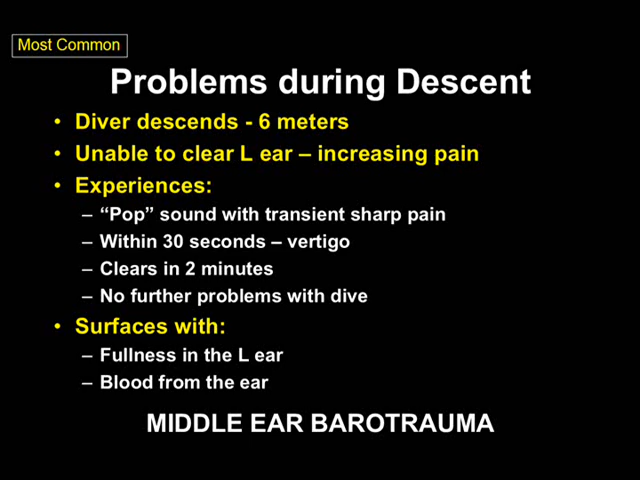 Most Common
Problems during Descent
• Diver descends - 6 meters
• Unable to clear L ear – increasing pain
• Experiences:
– “Pop” sound with transient sharp pain
– Within 30 seconds – vertigo
– Clears in 2 minutes
– No further problems with dive
• Surfaces with:
– Fullness in the L ear
– Blood from the ear
MIDDLE EAR BAROTRAUMA